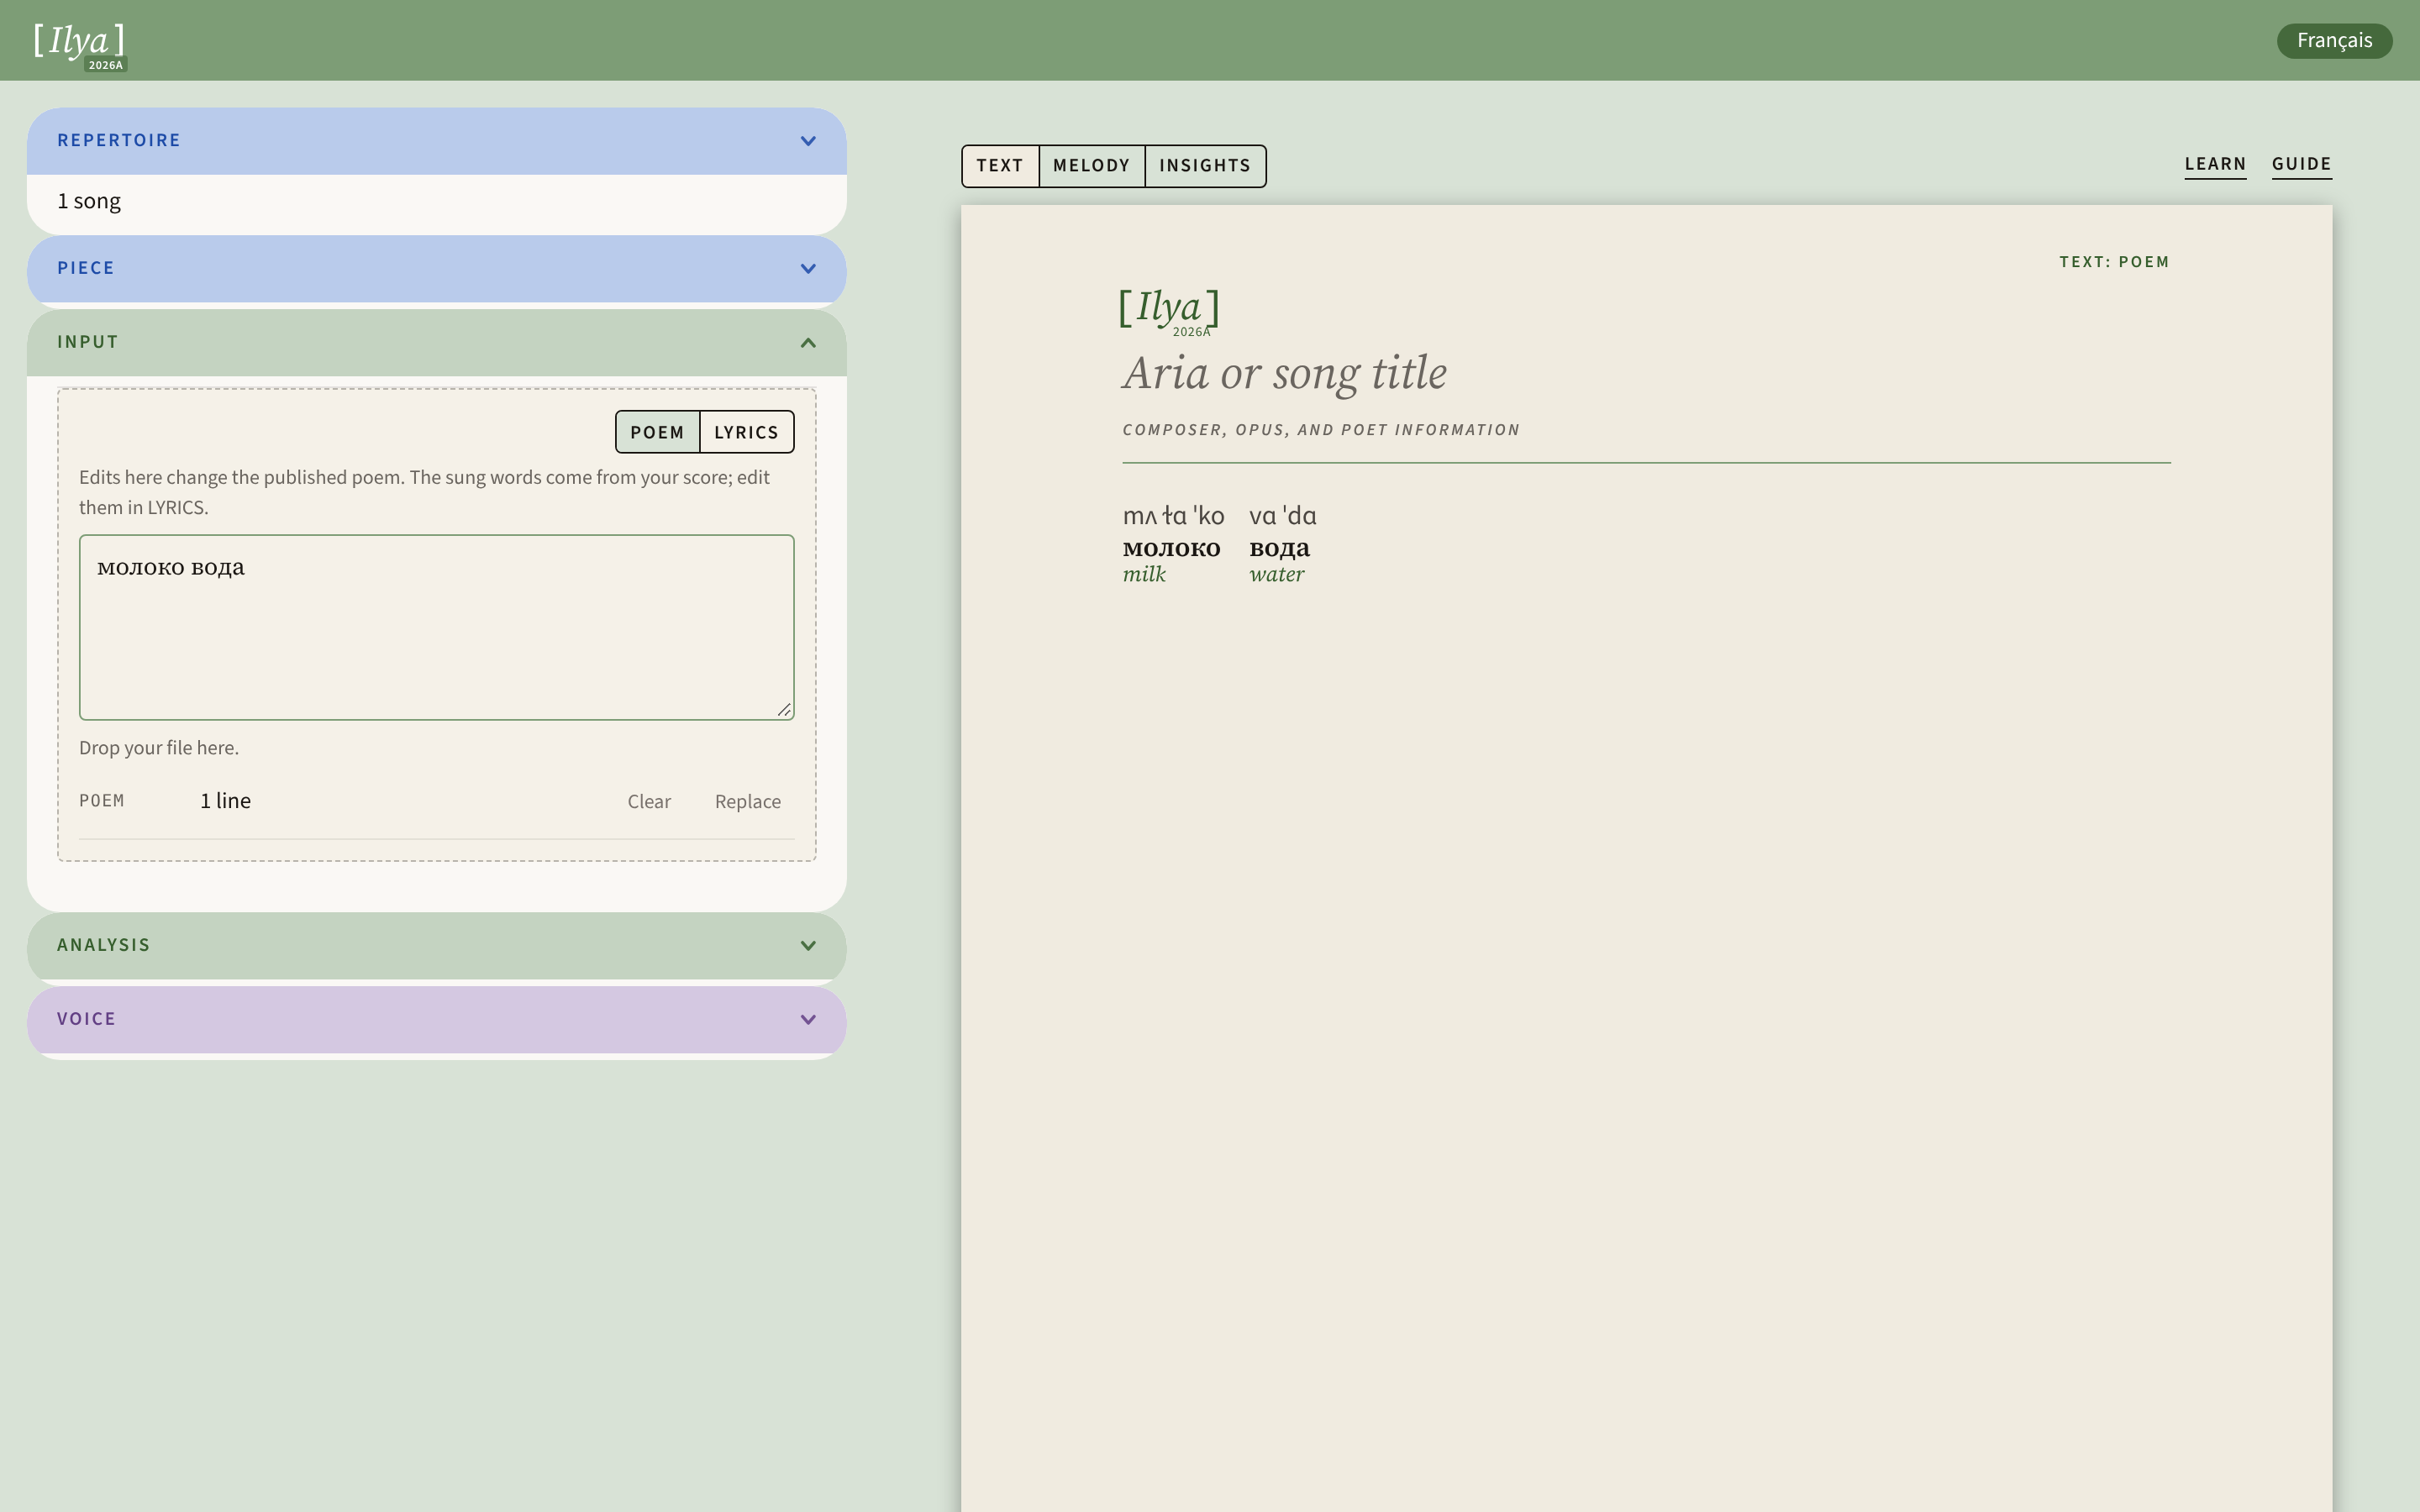 [Ilya]
2026A
Français
REPERTOIRE
1 song
PIECE
INPUT
POEM LYRICS
Edits here change the published poem. The sung words come from your score; edit
them in LYRICS.
молоко вода
Drop your file here.
POEM 1 line Clear Replace
ANALYSIS
VOICE
TEXT MELODY INSIGHTS
LEARN GUIDE
TEXT: POEM
[Ilya]
2026A
Aria or song title
COMPOSER, OPUS, AND POET INFORMATION
mʌ ɫɑ ˈko vɑ ˈdɑ
молоко вода
milk water